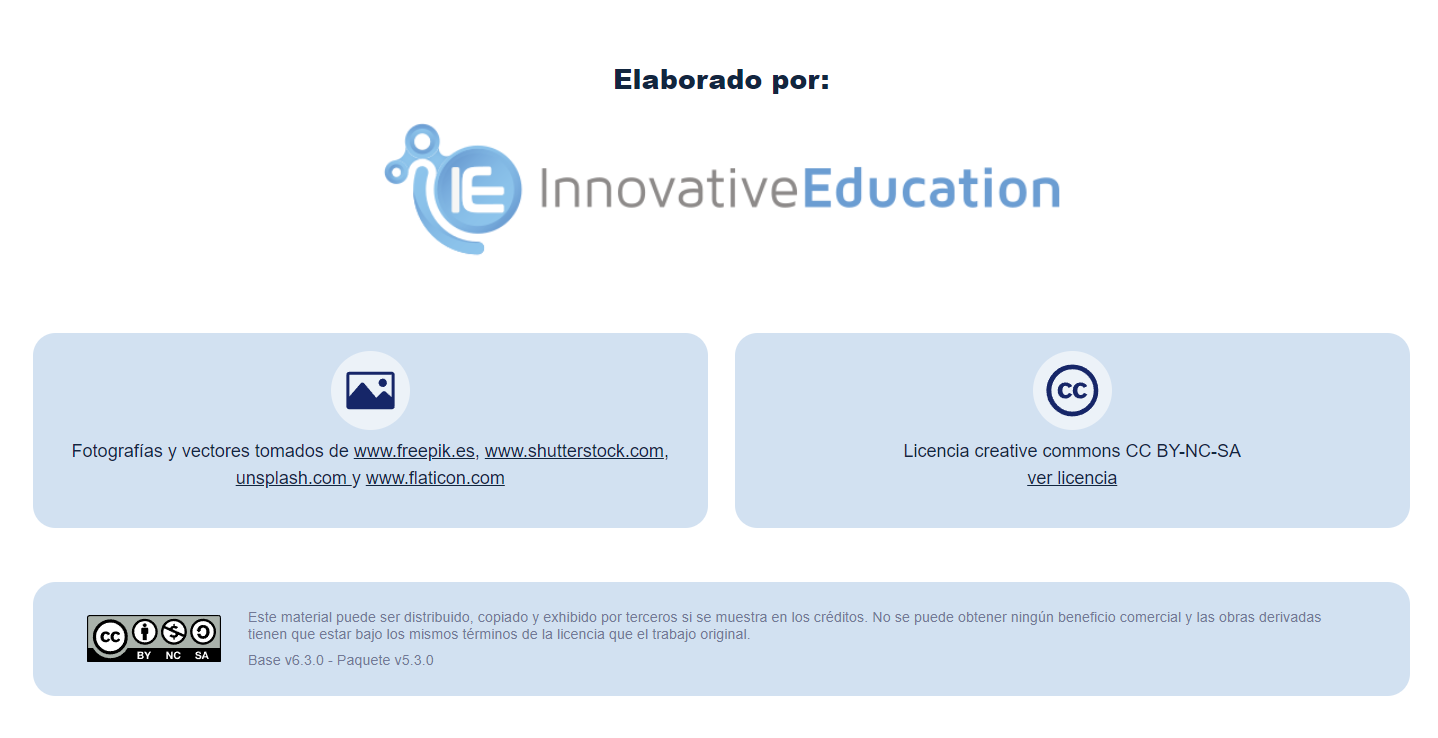 Elaborado por:
IE InnovativeEducation
Fotografías y vectores tomados de www.freepik.es, www.shutterstock.com,
unsplash.com y www.flaticon.com
cc
Licencia creative commons CC BY-NC-SA
ver licencia
cc BY NC SA
Este material puede ser distribuido, copiado y exhibido por terceros si se muestra en los créditos. No se puede obtener ningún beneficio comercial y las obras derivadas
tienen que estar bajo los mismos términos de la licencia que el trabajo original.
Base v6.3.0 - Paquete v5.3.0